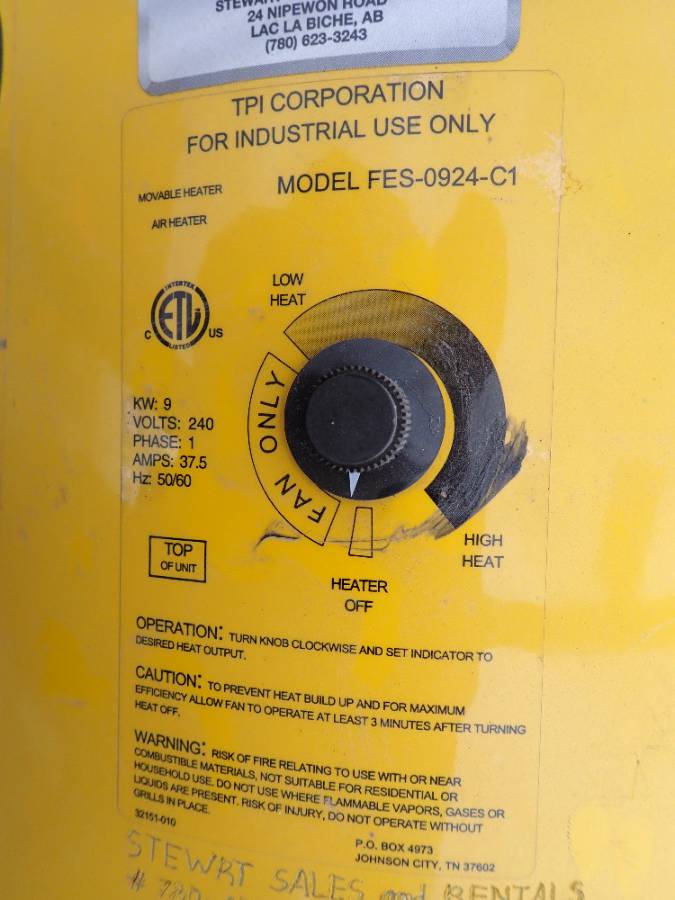 24 NIPEWON ROAD
LAC LA BICHE, AB
(780) 623-3243
TPI CORPORATION
FOR INDUSTRIAL USE ONLY
MOVABLE HEATER
MODEL FES-0924-C1
AIR HEATER
LOW
HEAT
INTERTEK
ETL
C US
LISTED
FAN ONLY
KW: 9
VOLTS: 240
PHASE: 1
AMPS: 37.5
Hz: 50/60
HIGH
HEAT
TOP
OF UNIT
HEATER
OFF
OPERATION: TURN KNOB CLOCKWISE AND SET INDICATOR TO
DESIRED HEAT OUTPUT.
CAUTION: TO PREVENT HEAT BUILD UP AND FOR MAXIMUM
EFFICIENCY ALLOW FAN TO OPERATE AT LEAST 3 MINUTES AFTER TURNING
HEAT OFF.
WARNING: RISK OF FIRE RELATING TO USE WITH OR NEAR
COMBUSTIBLE MATERIALS, NOT SUITABLE FOR RESIDENTIAL OR
HOUSEHOLD USE. DO NOT USE WHERE FLAMMABLE VAPORS, GASES OR
LIQUIDS ARE PRESENT. RISK OF INJURY, DO NOT OPERATE WITHOUT
GRILLS IN PLACE.
32151-010
P.O. BOX 4973
JOHNSON CITY, TN 37602
STEWRT SALES and RENTALS
# 780